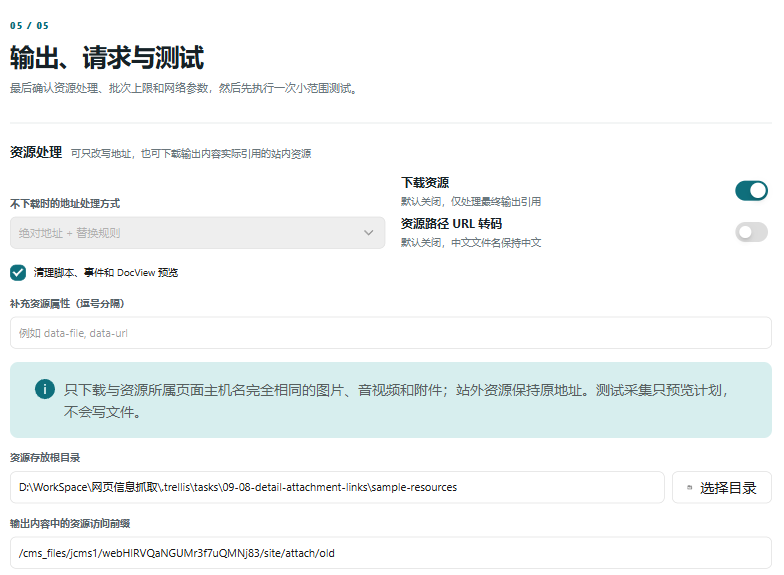 05 / 05
输出、请求与测试
最后确认资源处理、批次上限和网络参数，然后先执行一次小范围测试。
资源处理 可只改写地址，也可下载输出内容实际引用的站内资源
不下载时的地址处理方式
绝对地址 + 替换规则
下载资源
默认关闭，仅处理最终输出引用
资源路径 URL 转码
默认关闭，中文文件名保持中文
清理脚本、事件和 DocView 预览
补充资源属性（逗号分隔）
例如 data-file, data-url
只下载与资源所属页面主机名完全相同的图片、音视频和附件；站外资源保持原地址。测试采集只预览计划，
不会写文件。
资源存放根目录
D:\WorkSpace\网页信息抓取\.trellis\tasks\09-08-detail-attachment-links\sample-resources
选择目录
输出内容中的资源访问前缀
/cms_files/jcms1/webHIRVQaNGUMr3f7uQMNj83/site/attach/old